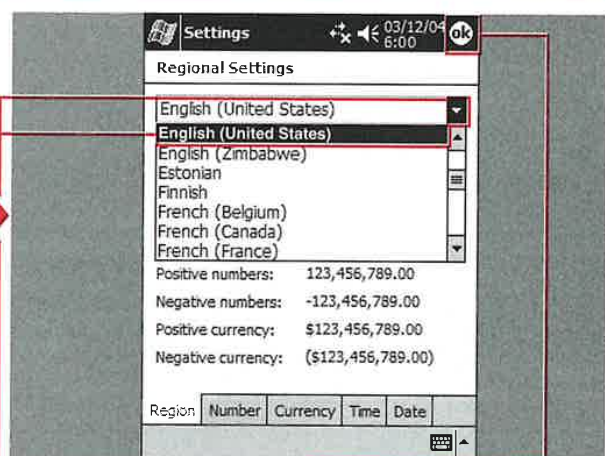 Settings 03/12/04 6:00 ok
Regional Settings
English (United States)
English (United States)
English (Zimbabwe)
Estonian
Finnish
French (Belgium)
French (Canada)
French (France)
Positive numbers: 123,456,789.00
Negative numbers: -123,456,789.00
Positive currency: $123,456,789.00
Negative currency: ($123,456,789.00)
Region Number Currency Time Date